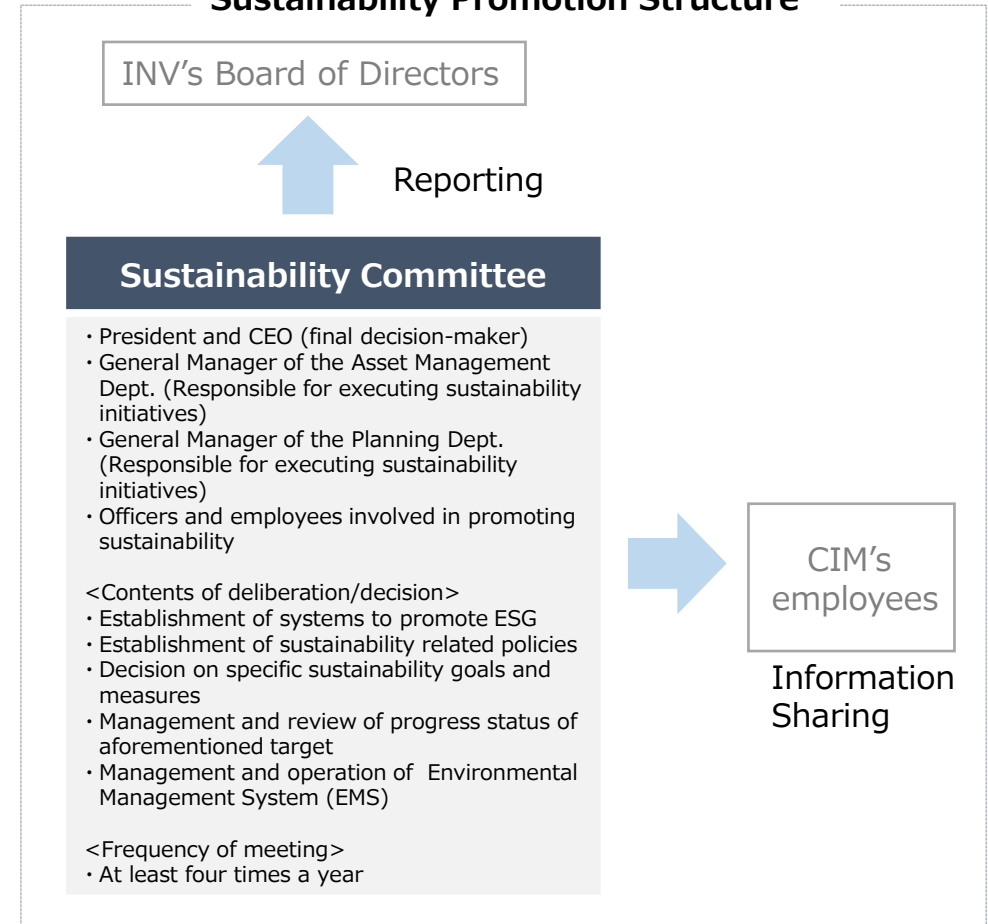 Sustainability Promotion Structure
INV’s Board of Directors
Reporting
Sustainability Committee
・President and CEO (final decision-maker)
・General Manager of the Asset Management
Dept. (Responsible for executing sustainability
initiatives)
・General Manager of the Planning Dept.
(Responsible for executing sustainability
initiatives)
・Officers and employees involved in promoting
sustainability
<Contents of deliberation/decision>
・Establishment of systems to promote ESG
・Establishment of sustainability related policies
・Decision on specific sustainability goals and
measures
・Management and review of progress status of
aforementioned target
・Management and operation of  Environmental
Management System (EMS)
<Frequency of meeting>
・At least four times a year
CIM’s
employees
Information
Sharing